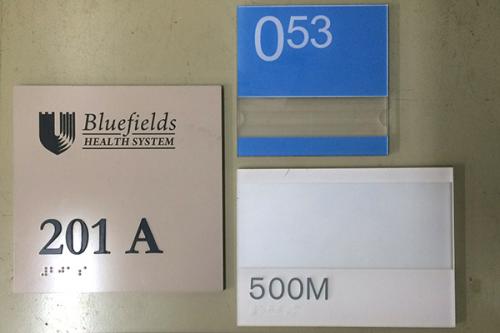 Bluefields
HEALTH SYSTEM
201 A
053
500M